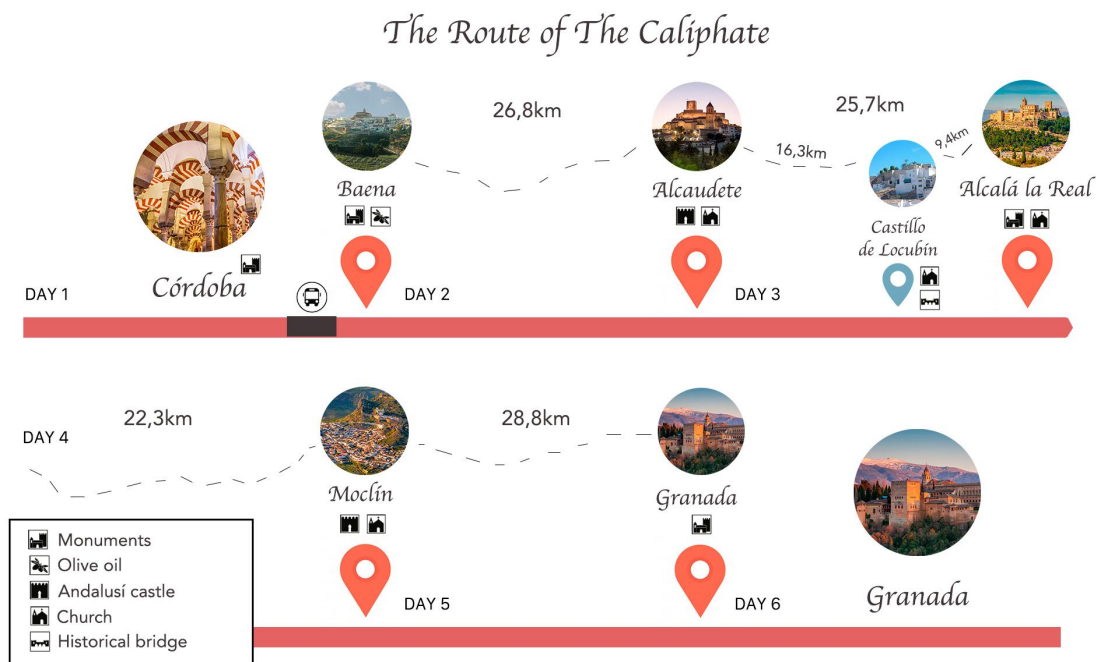 The Route of The Caliphate
26,8km
25,7km
16,3km
9,4km
Baena
Alcaudete
Alcalá la Real
Castillo
de Locubín
Córdoba
DAY 1
DAY 2
DAY 3
22,3km
28,8km
DAY 4
Moclín
Granada
DAY 5
DAY 6
Granada
Monuments
Olive oil
Andalusí castle
Church
Historical bridge